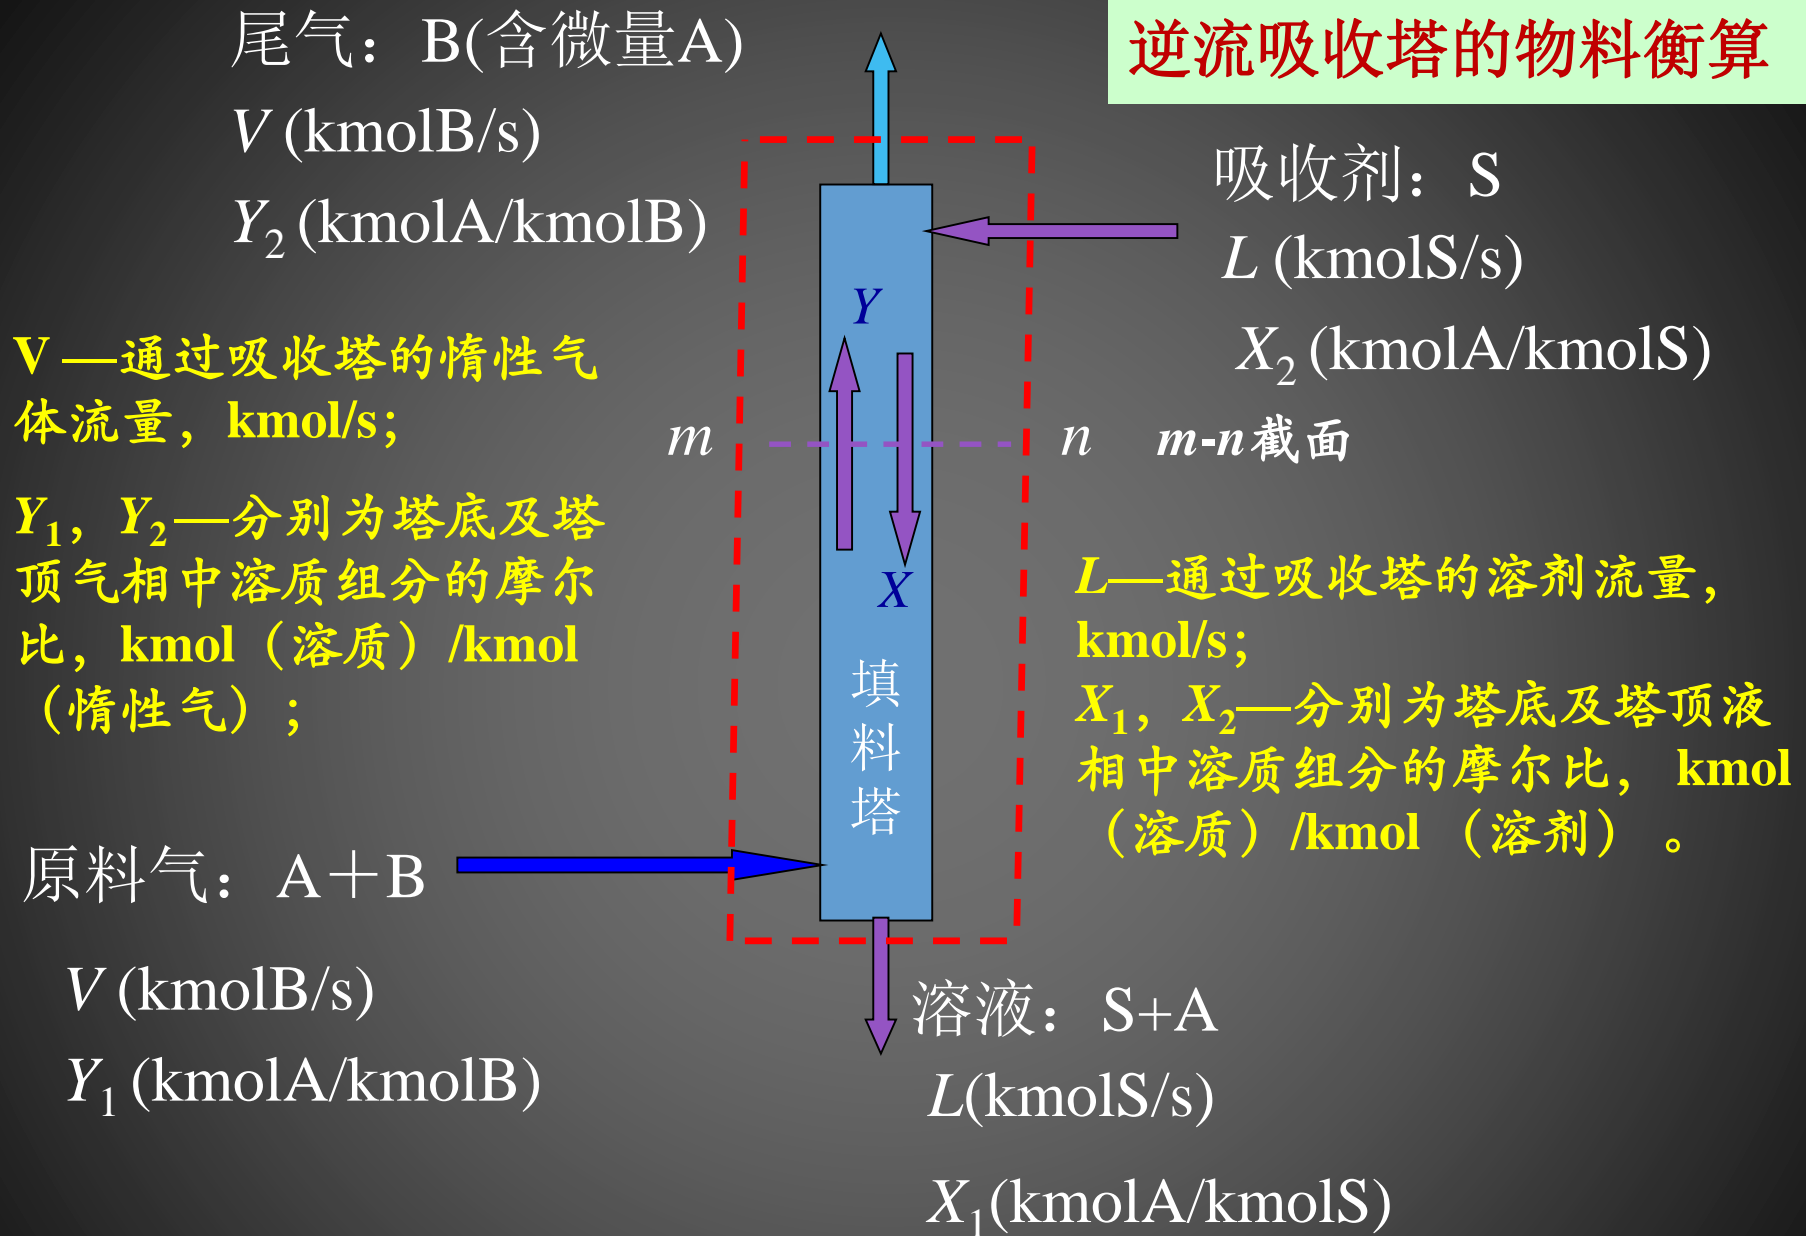 逆流吸收塔的物料衡算
尾气：B(含微量A)
V (kmolB/s)
Y₂ (kmolA/kmolB)
吸收剂：S
L (kmolS/s)
X₂ (kmolA/kmolS)
V —通过吸收塔的惰性气
体流量，kmol/s；
Y₁，Y₂—分别为塔底及塔
顶气相中溶质组分的摩尔
比，kmol（溶质）/kmol
（惰性气）；
Y
m
n
m-n截面
X
填
料
塔
L—通过吸收塔的溶剂流量，
kmol/s；
X₁，X₂—分别为塔底及塔顶液
相中溶质组分的摩尔比， kmol
（溶质）/kmol （溶剂） 。
原料气：A＋B
V (kmolB/s)
Y₁ (kmolA/kmolB)
溶液：S+A
L(kmolS/s)
X₁(kmolA/kmolS)